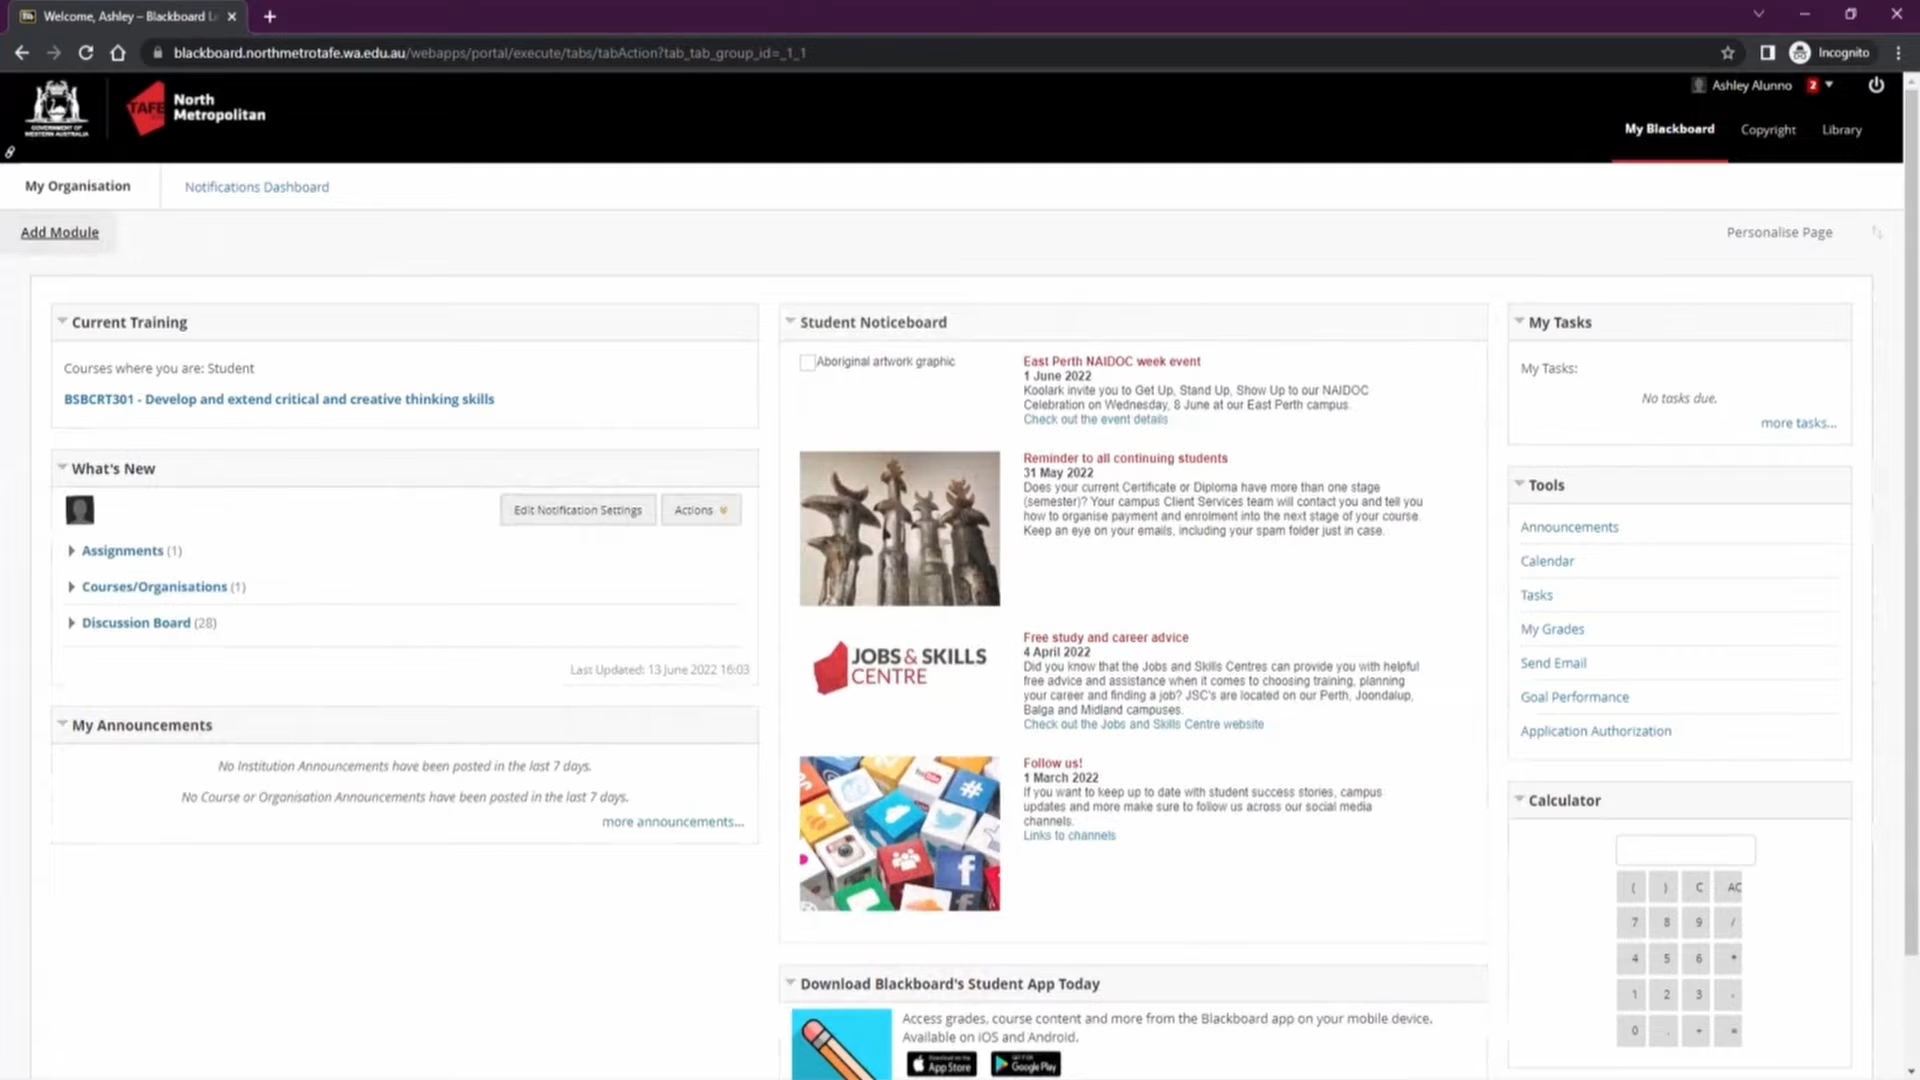 Welcome, Ashley – Blackboard Le
blackboard.northmetrotafe.wa.edu.au/webapps/portal/execute/tabs/tabAction?tab_tab_group_id=_1_1
Incognito
GOVERNMENT OF
WESTERN AUSTRALIA
TAFE
North
Metropolitan
Ashley Alunno
2
My Blackboard
Copyright
Library
My Organisation
Notifications Dashboard
Add Module
Personalise Page
Current Training
Courses where you are: Student
BSBCRT301 - Develop and extend critical and creative thinking skills
What's New
Edit Notification Settings
Actions
Assignments (1)
Courses/Organisations (1)
Discussion Board (28)
Last Updated: 13 June 2022 16:03
My Announcements
No Institution Announcements have been posted in the last 7 days.
No Course or Organisation Announcements have been posted in the last 7 days.
more announcements...
Student Noticeboard
Aboriginal artwork graphic
East Perth NAIDOC week event
1 June 2022
Koolark invite you to Get Up, Stand Up, Show Up to our NAIDOC
Celebration on Wednesday, 8 June at our East Perth campus.
Check out the event details
Reminder to all continuing students
31 May 2022
Does your current Certificate or Diploma have more than one stage
(semester)? Your campus Client Services team will contact you and tell you
how to organise payment and enrolment into the next stage of your course.
Keep an eye on your emails, including your spam folder just in case.
JOBS & SKILLS
CENTRE
Free study and career advice
4 April 2022
Did you know that the Jobs and Skills Centres can provide you with helpful
free advice and assistance when it comes to choosing training, planning
your career and finding a job? JSC's are located on our Perth, Joondalup,
Balga and Midland campuses.
Check out the Jobs and Skills Centre website
YouTube
#
f
Follow us!
1 March 2022
If you want to keep up to date with student success stories, campus
updates and more make sure to follow us across our social media
channels.
Links to channels
Download Blackboard's Student App Today
Access grades, course content and more from the Blackboard app on your mobile device.
Available on iOS and Android.
App Store
Google Play
My Tasks
My Tasks:
No tasks due.
more tasks...
Tools
Announcements
Calendar
Tasks
My Grades
Send Email
Goal Performance
Application Authorization
Calculator
( ) C AC
7 8 9 /
4 5 6 *
1 2 3 -
0 . + =